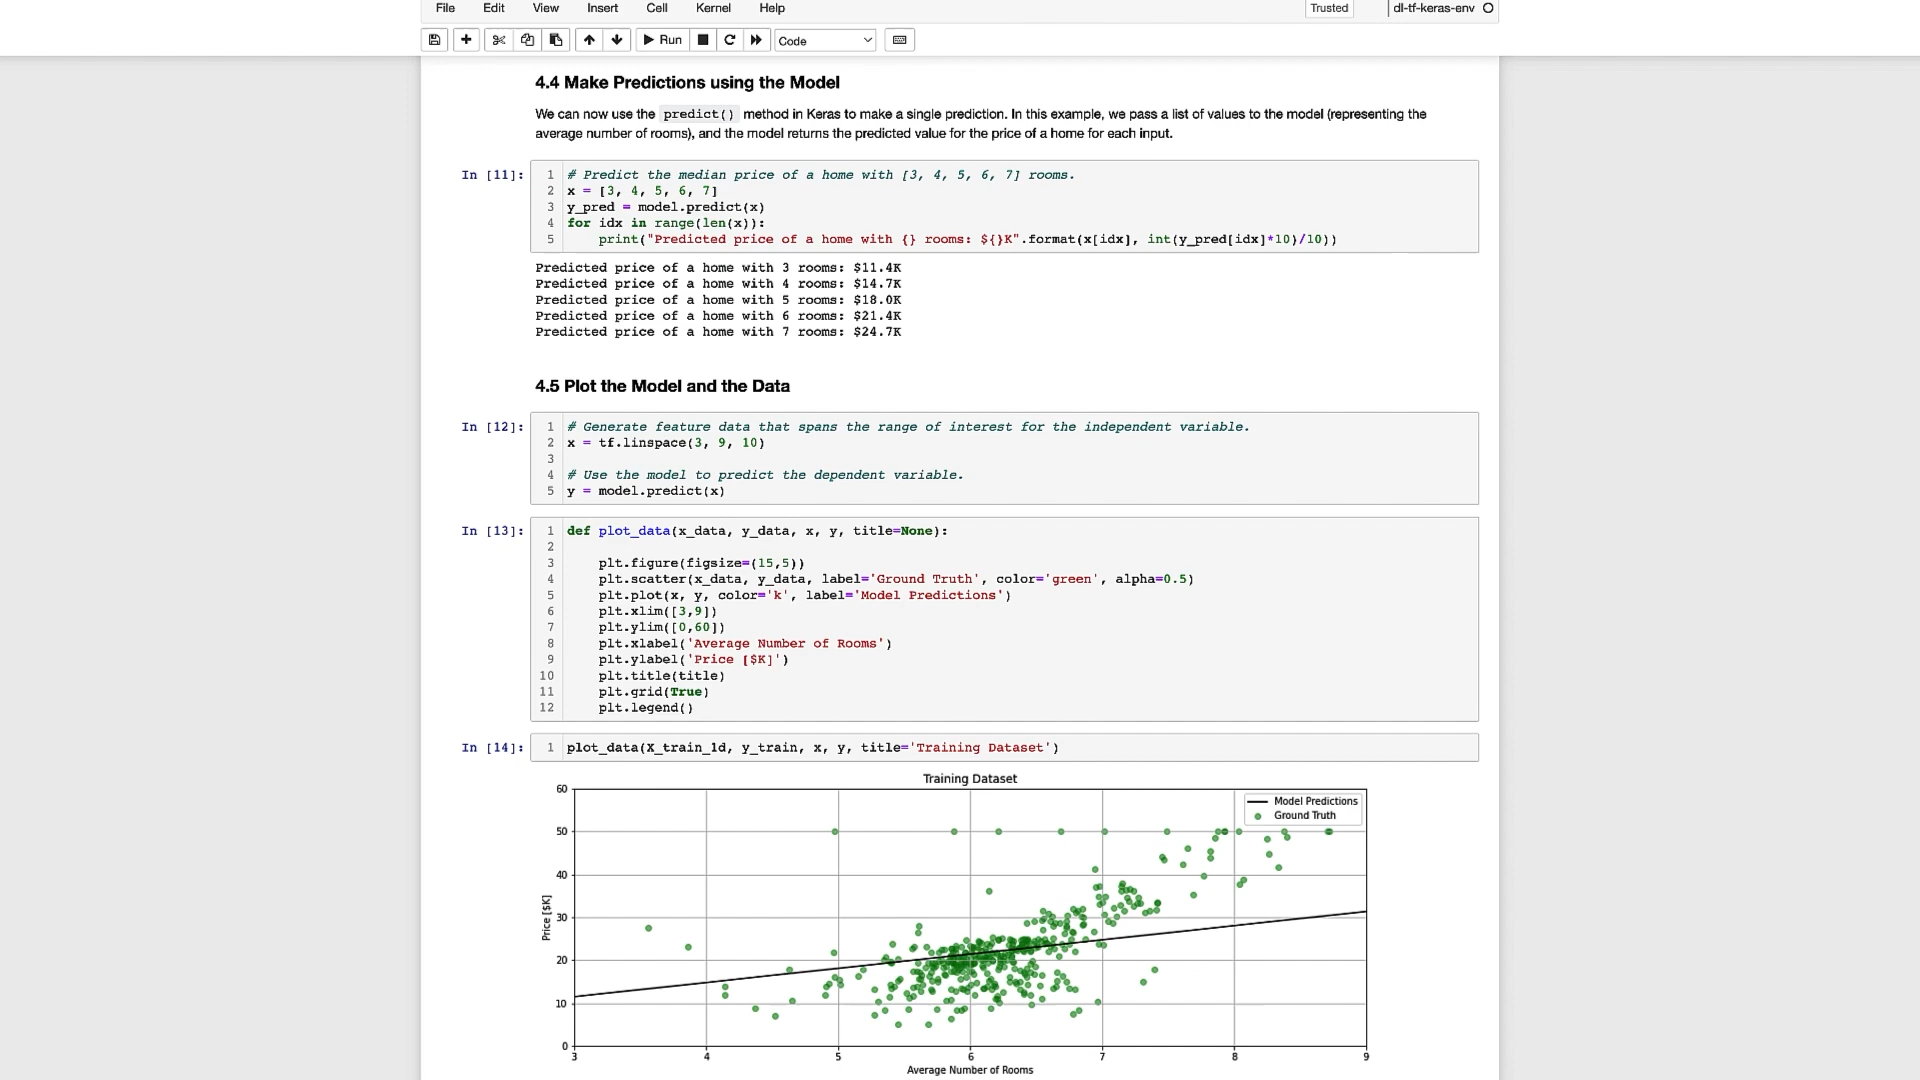 File Edit View Insert Cell Kernel Help Trusted dl-tf-keras-env
Run Code
4.4 Make Predictions using the Model
We can now use the predict() method in Keras to make a single prediction. In this example, we pass a list of values to the model (representing the
average number of rooms), and the model returns the predicted value for the price of a home for each input.
In [11]:
1 # Predict the median price of a home with [3, 4, 5, 6, 7] rooms.
2 x = [3, 4, 5, 6, 7]
3 y_pred = model.predict(x)
4 for idx in range(len(x)):
5     print("Predicted price of a home with {} rooms: ${}K".format(x[idx], int(y_pred[idx]*10)/10))
Predicted price of a home with 3 rooms: $11.4K
Predicted price of a home with 4 rooms: $14.7K
Predicted price of a home with 5 rooms: $18.0K
Predicted price of a home with 6 rooms: $21.4K
Predicted price of a home with 7 rooms: $24.7K
4.5 Plot the Model and the Data
In [12]:
1 # Generate feature data that spans the range of interest for the independent variable.
2 x = tf.linspace(3, 9, 10)
3
4 # Use the model to predict the dependent variable.
5 y = model.predict(x)
In [13]:
1 def plot_data(x_data, y_data, x, y, title=None):
2
3     plt.figure(figsize=(15,5))
4     plt.scatter(x_data, y_data, label='Ground Truth', color='green', alpha=0.5)
5     plt.plot(x, y, color='k', label='Model Predictions')
6     plt.xlim([3,9])
7     plt.ylim([0,60])
8     plt.xlabel('Average Number of Rooms')
9     plt.ylabel('Price [$K]')
10     plt.title(title)
11     plt.grid(True)
12     plt.legend()
In [14]:
1 plot_data(X_train_1d, y_train, x, y, title='Training Dataset')
Training Dataset
Model Predictions
Ground Truth
60
50
40
30
20
10
0
Price [$K]
3 4 5 6 7 8 9
Average Number of Rooms